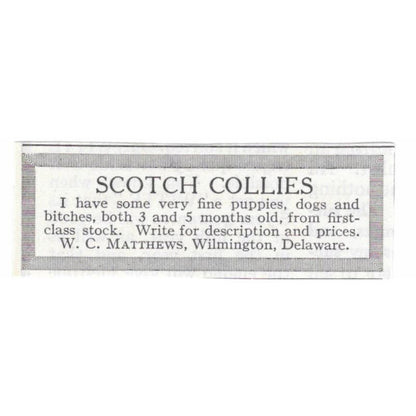 SCOTCH COLLIES
I have some very fine puppies, dogs and
bitches, both 3 and 5 months old, from first-
class stock. Write for description and prices.
W. C. MATTHEWS, Wilmington, Delaware.